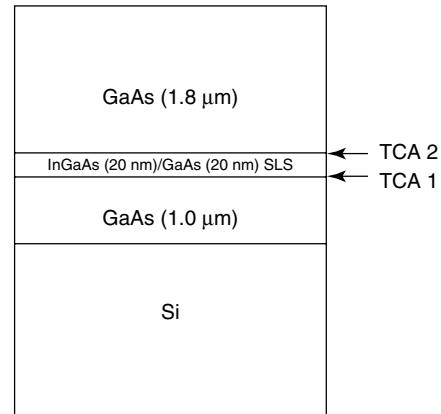 GaAs (1.8 μm)
TCA 2
InGaAs (20 nm)/GaAs (20 nm) SLS
TCA 1
GaAs (1.0 μm)
Si